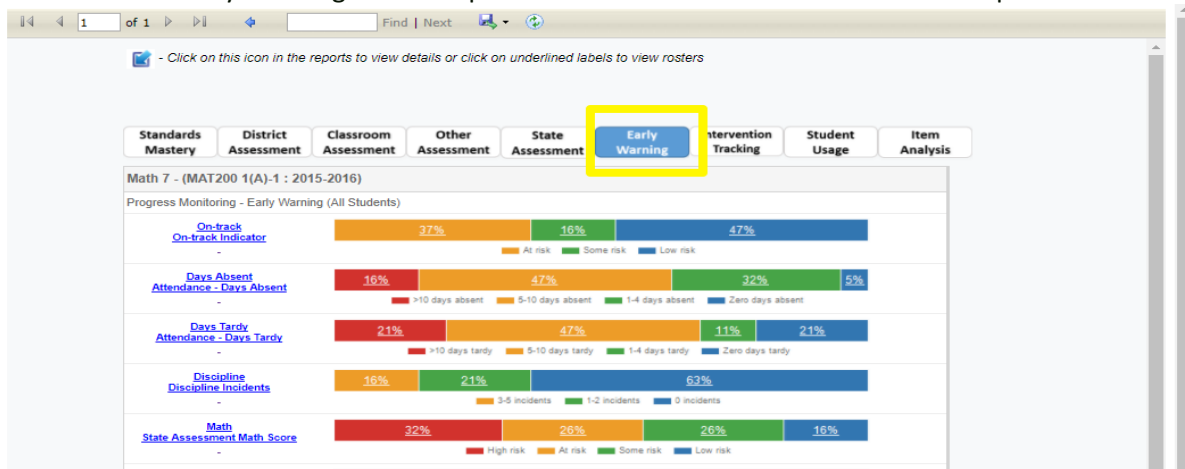 1 of 1 Find | Next
- Click on this icon in the reports to view details or click on underlined labels to view rosters
Standards Mastery District Assessment Classroom Assessment Other Assessment State Assessment Early Warning ntervention Tracking Student Usage Item Analysis
Math 7 - (MAT200 1(A)-1 : 2015-2016)
Progress Monitoring - Early Warning (All Students)
On-track
On-track Indicator
-
37% 16% 47%
At risk Some risk Low risk
Days Absent
Attendance - Days Absent
-
16% 47% 32% 5%
>10 days absent 5-10 days absent 1-4 days absent Zero days absent
Days Tardy
Attendance - Days Tardy
-
21% 47% 11% 21%
>10 days tardy 5-10 days tardy 1-4 days tardy Zero days tardy
Discipline
Discipline Incidents
-
16% 21% 63%
3-5 incidents 1-2 incidents 0 incidents
Math
State Assessment Math Score
-
32% 26% 26% 16%
High risk At risk Some risk Low risk